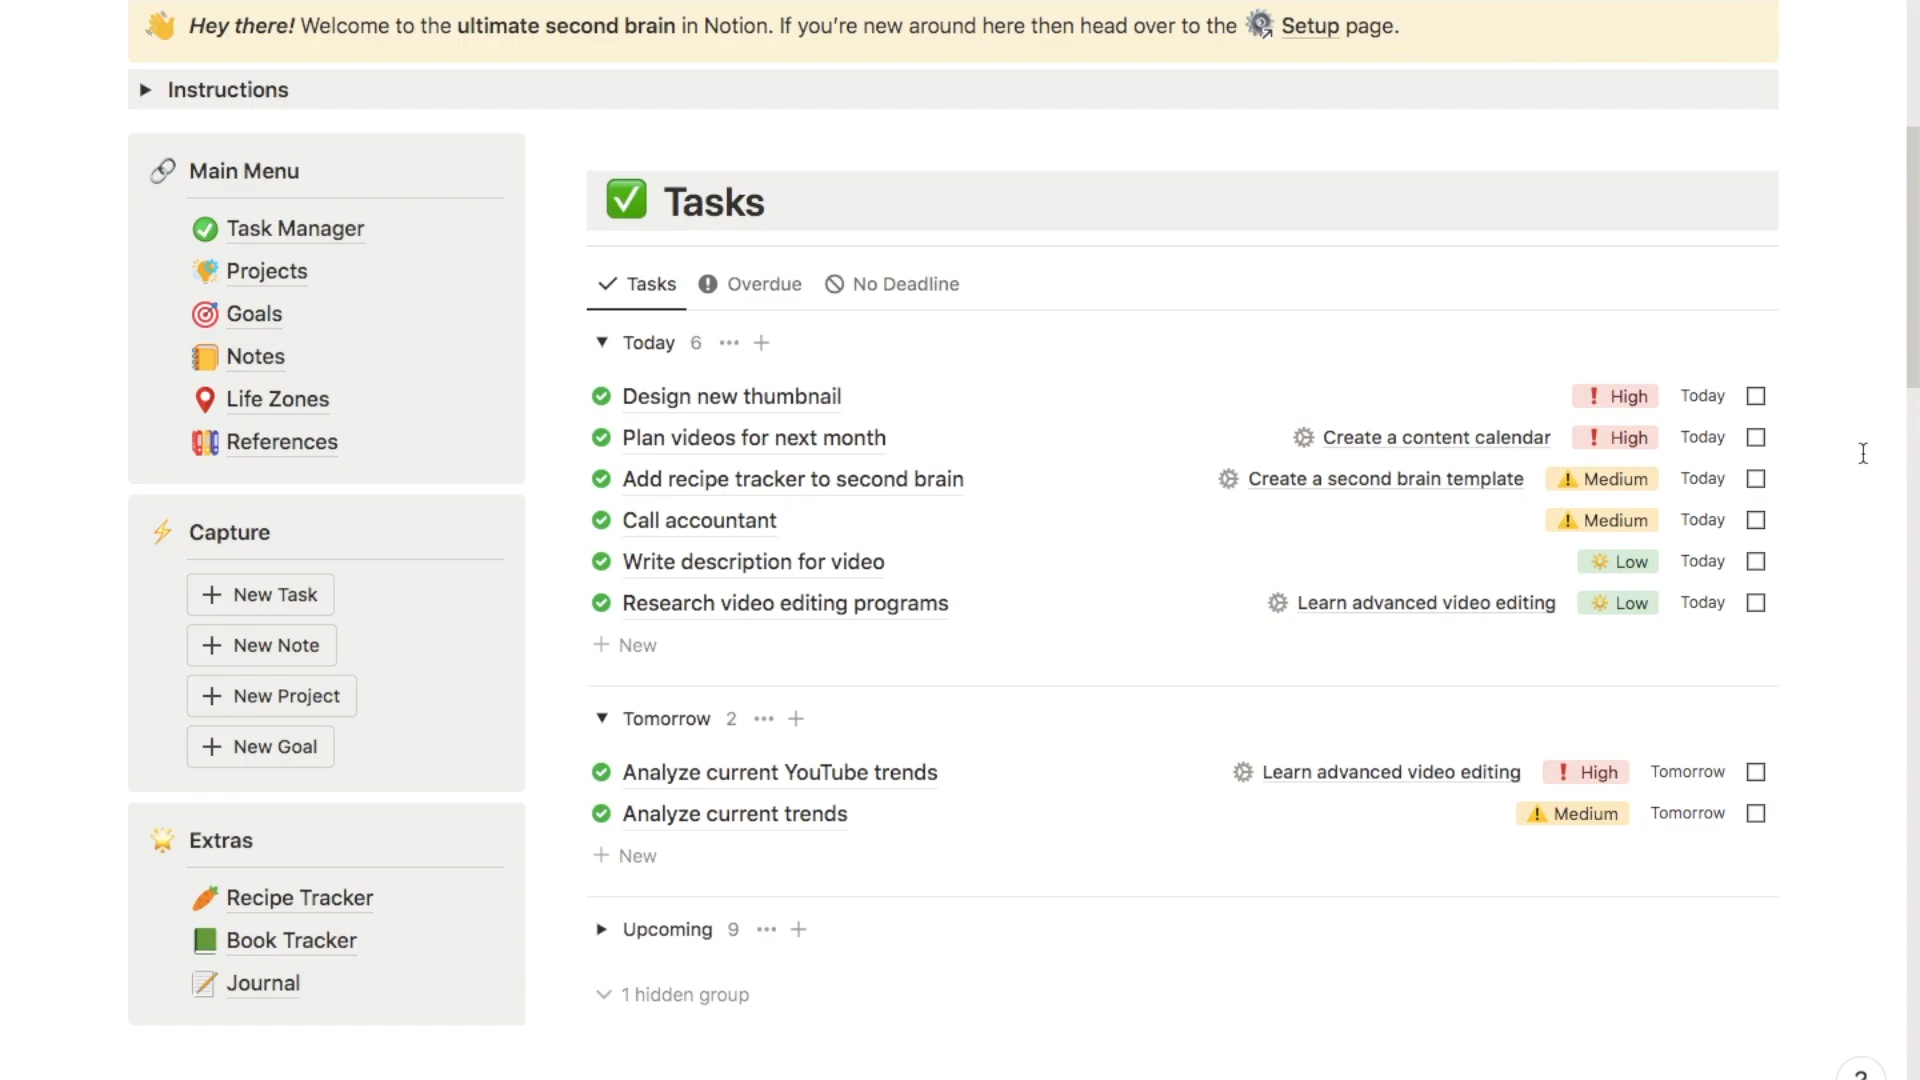 Hey there! Welcome to the ultimate second brain in Notion. If you’re new around here then head over to the Setup page.
Instructions
Main Menu
Task Manager
Projects
Goals
Notes
Life Zones
References
Capture
+ New Task
+ New Note
+ New Project
+ New Goal
Extras
Recipe Tracker
Book Tracker
Journal
Tasks
Tasks Overdue No Deadline
Today 6 ••• +
Design new thumbnail High Today
Plan videos for next month Create a content calendar High Today
Add recipe tracker to second brain Create a second brain template Medium Today
Call accountant Medium Today
Write description for video Low Today
Research video editing programs Learn advanced video editing Low Today
+ New
Tomorrow 2 ••• +
Analyze current YouTube trends Learn advanced video editing High Tomorrow
Analyze current trends Medium Tomorrow
+ New
Upcoming 9 ••• +
1 hidden group